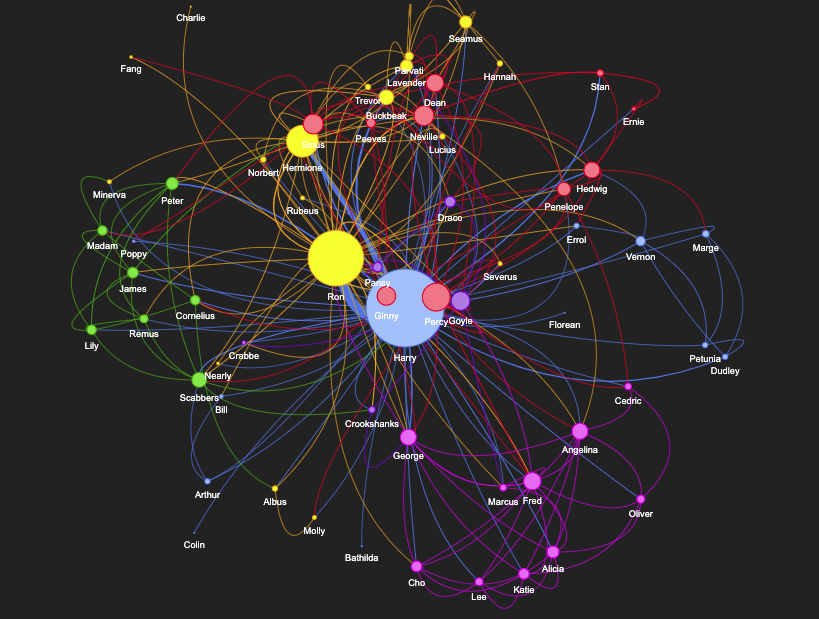 Charlie
Seamus
Fang
Parvati
Hannah
Lavender
Stan
Trevor
Dean
Buckbeak
Ernie
Peeves
Neville
Sirius
Lucius
Hermione
Norbert
Hedwig
Minerva
Peter
Penelope
Rubeus
Draco
Madam
Errol
Marge
Poppy
Vernon
Severus
Pansy
James
Ron
Cornelius
Ginny
Percy
Goyle
Florean
Remus
Lily
Crabbe
Harry
Petunia
Dudley
Nearly
Scabbers
Cedric
Bill
Crookshanks
Angelina
George
Arthur
Albus
Marcus
Fred
Oliver
Molly
Colin
Bathilda
Alicia
Cho
Katie
Lee